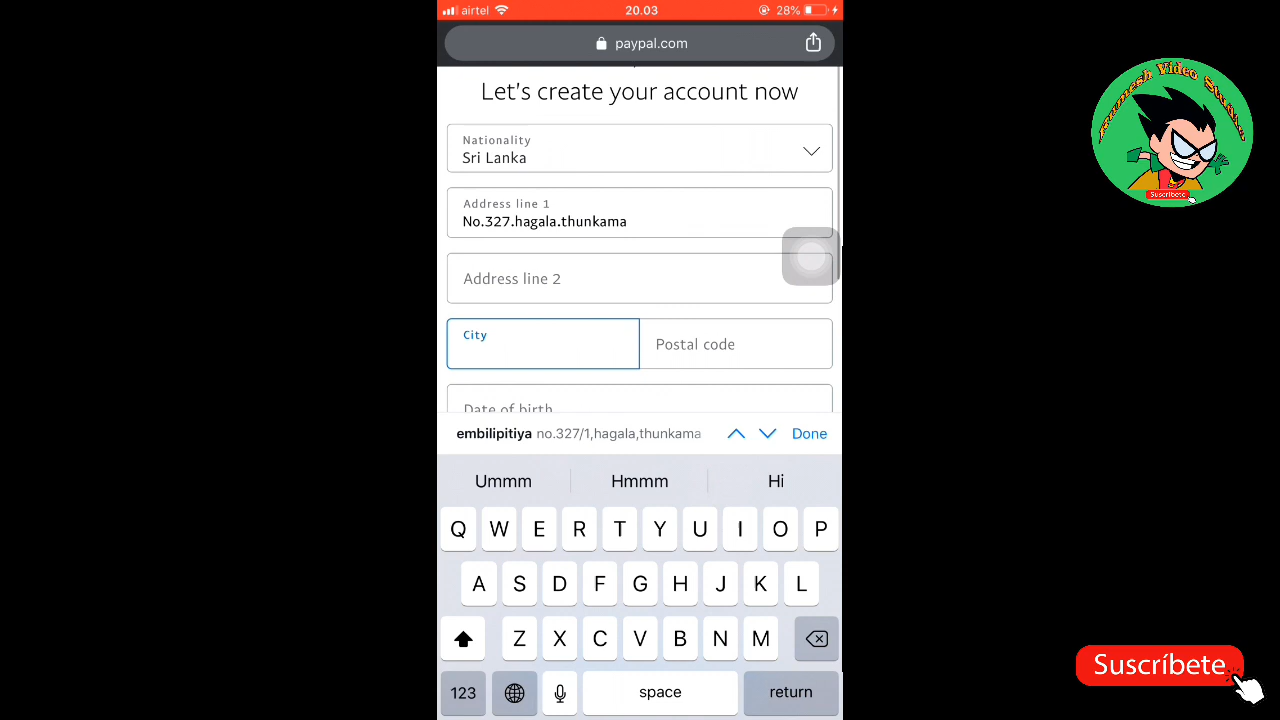 airtel 20.03 28%
paypal.com
Let's create your account now
Nationality
Sri Lanka
Address line 1
No.327.hagala.thunkama
Address line 2
City
Postal code
Date of birth
embilipitiya no.327/1,hagala,thunkama Done
Ummm Hmmm Hi
Q W E R T Y U I O P
A S D F G H J K L
Z X C V B N M
123 space return
Video
Suscríbete
Suscríbete